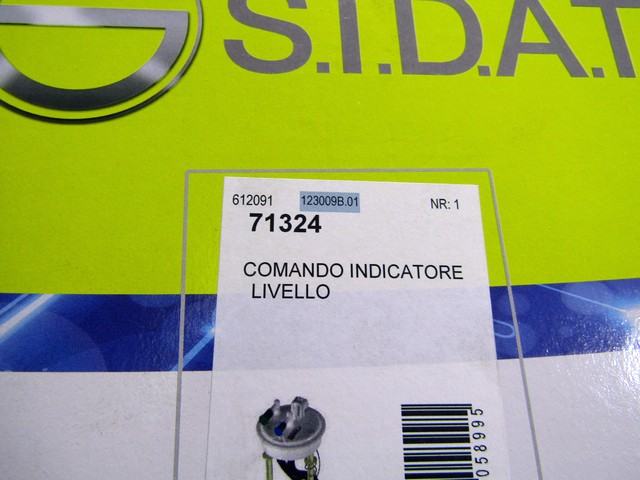 S.I.D.A.T
612091 123009B.01 NR: 1
71324
COMANDO INDICATORE
LIVELLO
058995